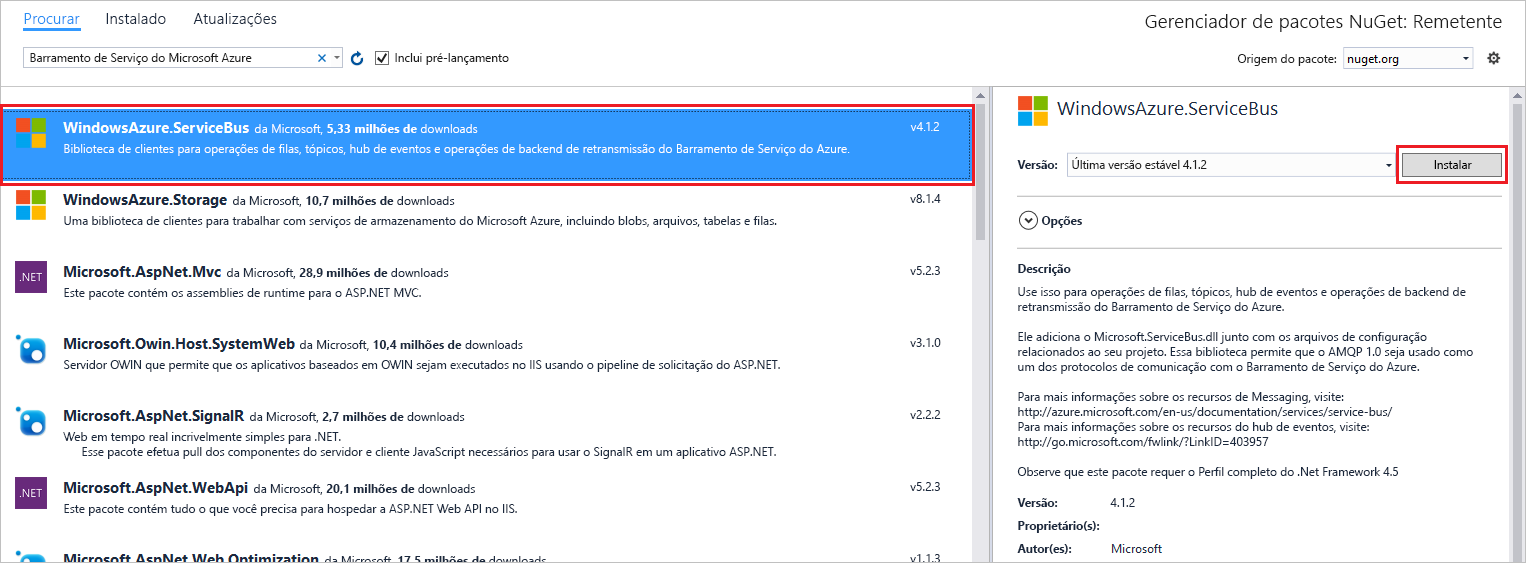 Procurar Instalado Atualizações
Gerenciador de pacotes NuGet: Remetente
Barramento de Serviço do Microsoft Azure
Inclui pré-lançamento
Origem do pacote: nuget.org
WindowsAzure.ServiceBus da Microsoft, 5,33 milhões de downloads v4.1.2
Biblioteca de clientes para operações de filas, tópicos, hub de eventos e operações de backend de retransmissão do Barramento de Serviço do Azure.
WindowsAzure.Storage da Microsoft, 10,7 milhões de downloads v8.1.4
Uma biblioteca de clientes para trabalhar com serviços de armazenamento do Microsoft Azure, incluindo blobs, arquivos, tabelas e filas.
.NET
Microsoft.AspNet.Mvc da Microsoft, 28,9 milhões de downloads v5.2.3
Este pacote contém os assemblies de runtime para o ASP.NET MVC.
Microsoft.Owin.Host.SystemWeb da Microsoft, 10,4 milhões de downloads v3.1.0
Servidor OWIN que permite que os aplicativos baseados em OWIN sejam executados no IIS usando o pipeline de solicitação do ASP.NET.
Microsoft.AspNet.SignalR da Microsoft, 2,7 milhões de downloads v2.2.2
Web em tempo real incrivelmente simples para .NET.
Esse pacote efetua pull dos componentes do servidor e cliente JavaScript necessários para usar o SignalR em um aplicativo ASP.NET.
.NET
Microsoft.AspNet.WebApi da Microsoft, 20,1 milhões de downloads v5.2.3
Este pacote contém tudo o que você precisa para hospedar a ASP.NET Web API no IIS.
Microsoft.AspNet.Web.Optimization da Microsoft, 17,5 milhões de downloads v1.1.3
WindowsAzure.ServiceBus
Versão: Última versão estável 4.1.2 Instalar
Opções
Descrição
Use isso para operações de filas, tópicos, hub de eventos e operações de backend de
retransmissão do Barramento de Serviço do Azure.
Ele adiciona o Microsoft.ServiceBus.dll junto com os arquivos de configuração
relacionados ao seu projeto. Essa biblioteca permite que o AMQP 1.0 seja usado como
um dos protocolos de comunicação com o Barramento de Serviço do Azure.
Para mais informações sobre os recursos de Messaging, visite:
http://azure.microsoft.com/en-us/documentation/services/service-bus/
Para mais informações sobre os recursos do hub de eventos, visite:
http://go.microsoft.com/fwlink/?LinkID=403957
Observe que este pacote requer o Perfil completo do .Net Framework 4.5
Versão: 4.1.2
Proprietário(s):
Autor(es): Microsoft